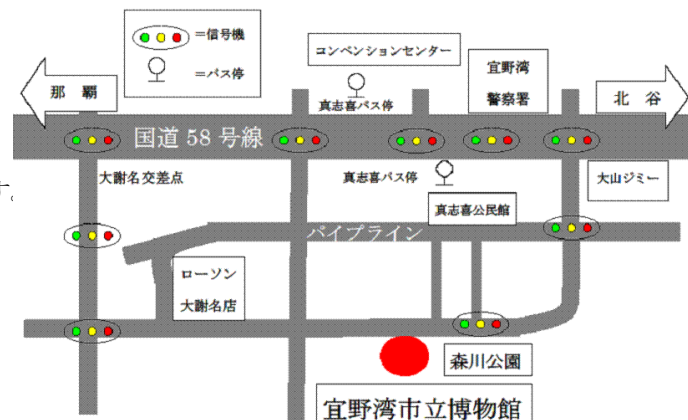 =信号機
=バス停
コンベンションセンター
宜野湾
警察署
那覇
北谷
真志喜バス停
国道58号線
大謝名交差点
真志喜バス停
大山ジミー
す。
真志喜公民館
パイプライン
ローソン
大謝名店
森川公園
宜野湾市立博物館